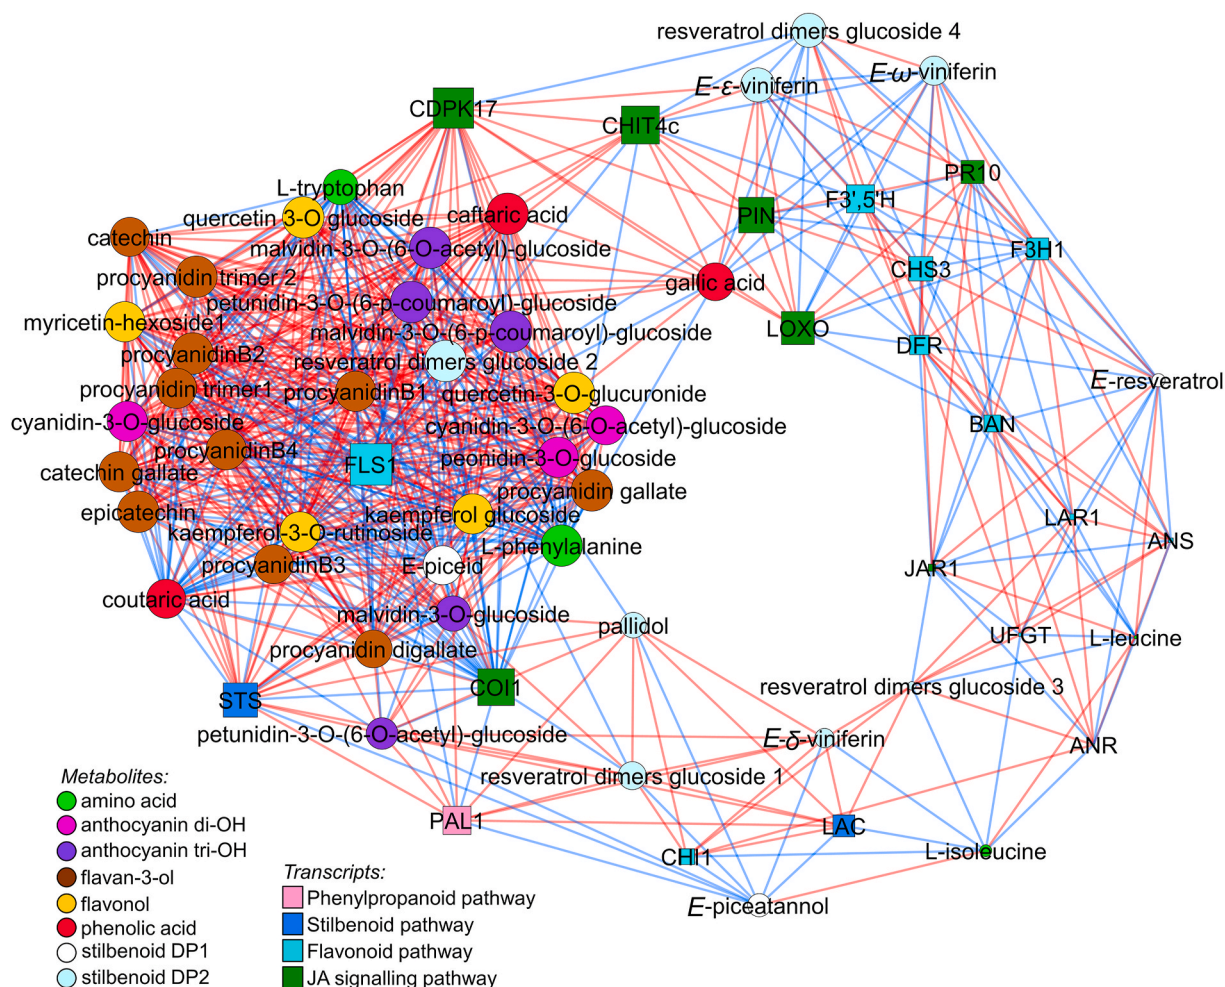 resveratrol dimers glucoside 4
E-ε-viniferin
E-ω-viniferin
CDPK17
CHIT4c
PR10
L-tryptophan
F3',5'H
quercetin 3-O glucoside
caftaric acid
PIN
catechin
malvidin-3-O-(6-O-acetyl)-glucoside
F3H1
procyanidin trimer 2
CHS3
gallic acid
petunidin-3-O-(6-p-coumaroyl)-glucoside
myricetin-hexoside1
malvidin-3-O-(6-p-coumaroyl)-glucoside
LOXO
procyanidinB2
resveratrol dimers glucoside 2
DFR
procyanidin trimer1
procyanidinB1
quercetin-3-O-glucuronide
E-resveratrol
cyanidin-3-O-glucoside
cyanidin-3-O-(6-O-acetyl)-glucoside
BAN
procyanidinB4
FLS1
peonidin-3-O-glucoside
catechin gallate
procyanidin gallate
epicatechin
kaempferol glucoside
LAR1
kaempferol-3-O-rutinoside
L-phenylalanine
ANS
procyanidinB3
E-piceid
JAR1
coutaric acid
malvidin-3-O-glucoside
pallidol
UFGT
L-leucine
procyanidin digallate
STS
COI1
resveratrol dimers glucoside 3
petunidin-3-O-(6-O-acetyl)-glucoside
E-δ-viniferin
ANR
resveratrol dimers glucoside 1
PAL1
LAC
CHI1
L-isoleucine
E-piceatannol
Metabolites:
amino acid
anthocyanin di-OH
anthocyanin tri-OH
flavan-3-ol
flavonol
phenolic acid
stilbenoid DP1
stilbenoid DP2
Transcripts:
Phenylpropanoid pathway
Stilbenoid pathway
Flavonoid pathway
JA signalling pathway